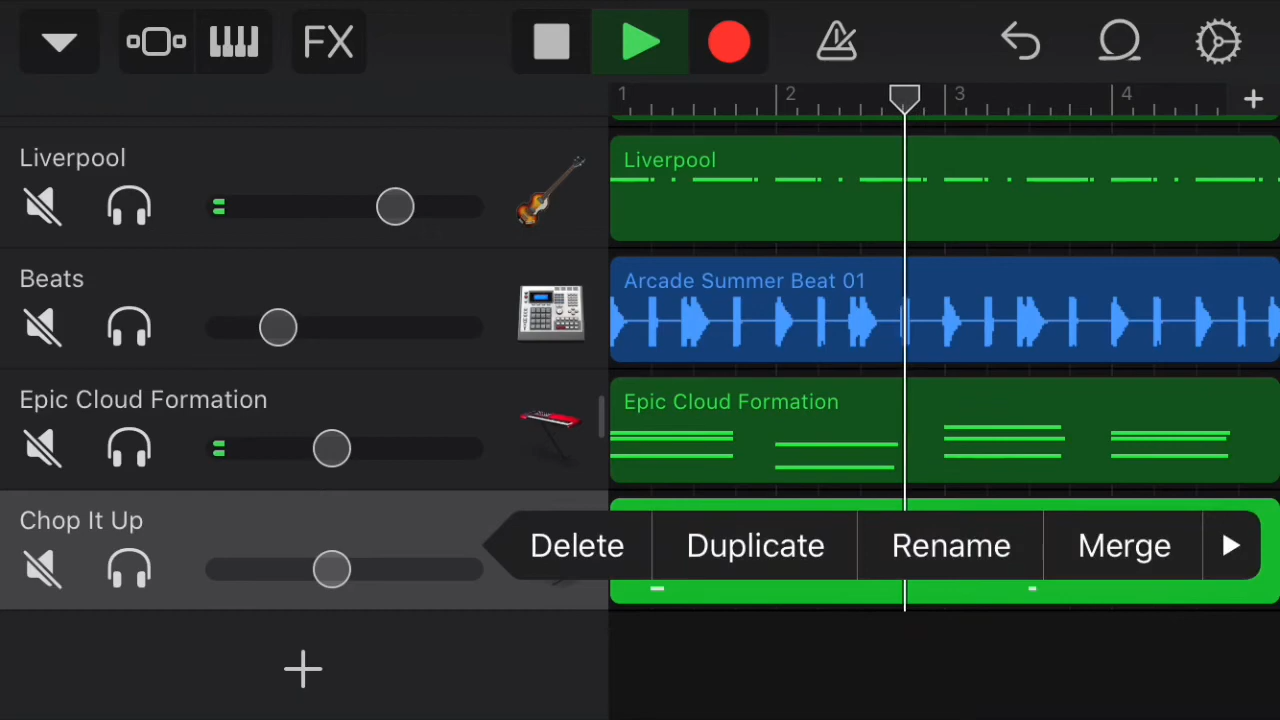 FX
1 2 3 4
Liverpool
Liverpool
Beats
Arcade Summer Beat 01
Epic Cloud Formation
Epic Cloud Formation
Chop It Up
Delete Duplicate Rename Merge